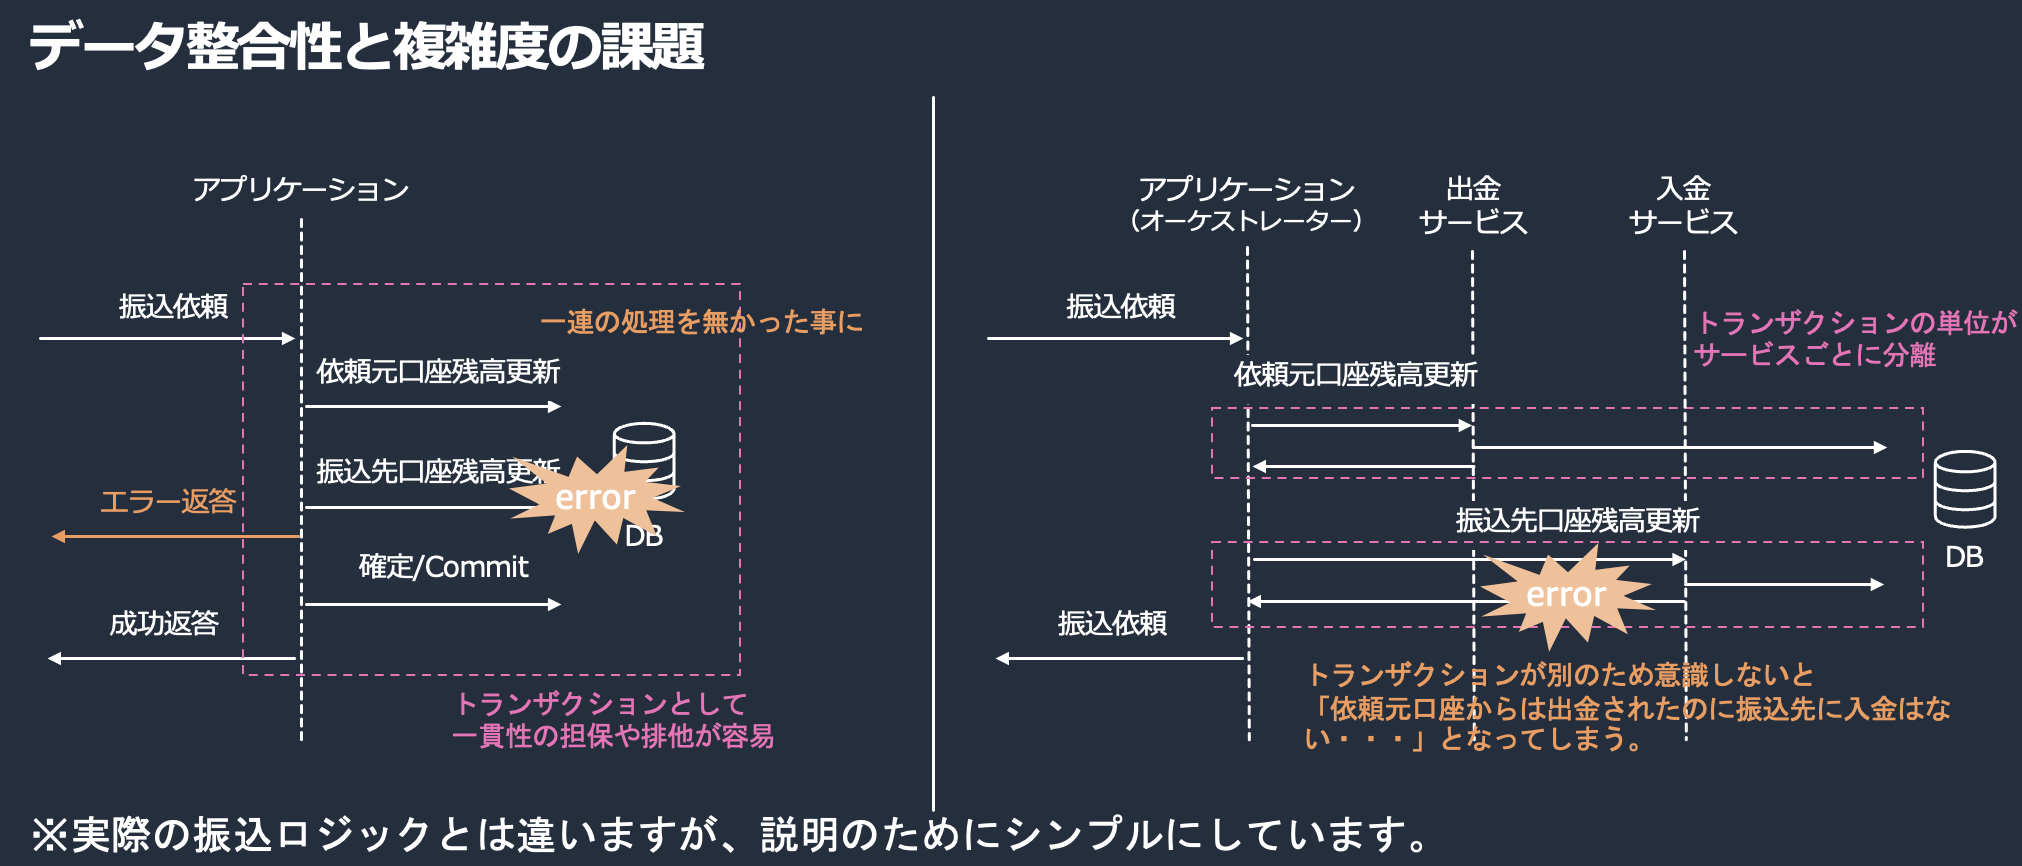 データ整合性と複雑度の課題
アプリケーション
振込依頼
一連の処理を無かった事に
依頼元口座残高更新
振込先口座残高更新
error
エラー返答
DB
確定/Commit
成功返答
トランザクションとして
一貫性の担保や排他が容易
アプリケーション
（オーケストレーター）
出金
サービス
入金
サービス
振込依頼
トランザクションの単位が
サービスごとに分離
依頼元口座残高更新
振込先口座残高更新
DB
error
振込依頼
トランザクションが別のため意識しないと
「依頼元口座からは出金されたのに振込先に入金はな
い・・・」となってしまう。
※実際の振込ロジックとは違いますが、説明のためにシンプルにしています。